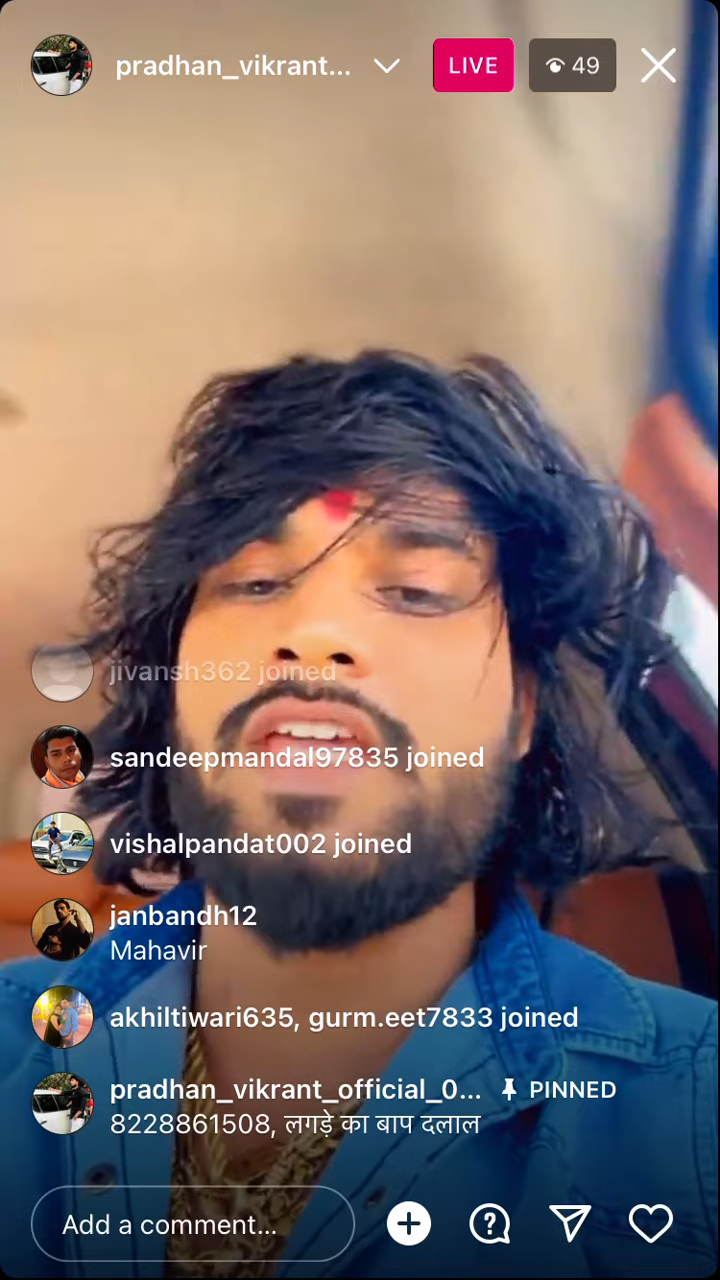 pradhan_vikrant...
LIVE
49
jivansh362 joined
sandeepmandal97835 joined
vishalpandat002 joined
janbandh12
Mahavir
akhiltiwari635, gurm.eet7833 joined
pradhan_vikrant_official_0... PINNED
8228861508, लगड़े का बाप दलाल
Add a comment...